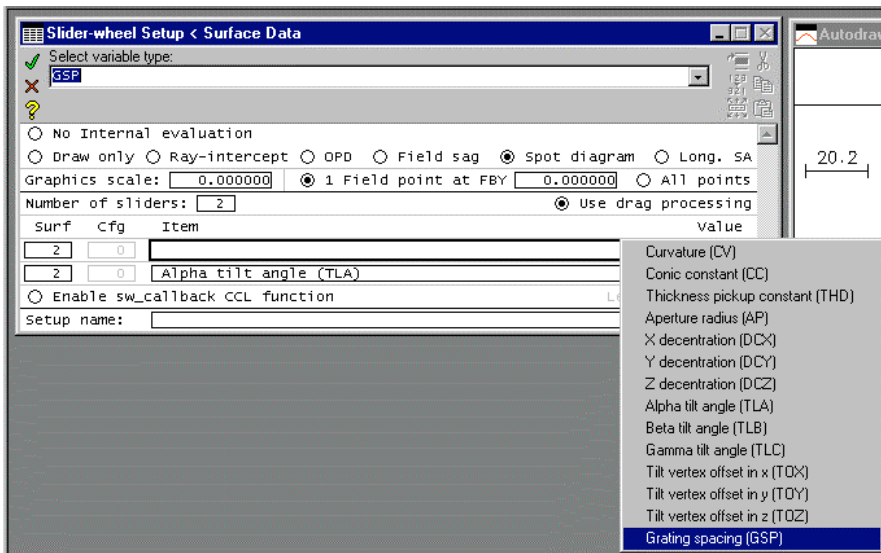 Slider-wheel Setup < Surface Data
Autodraw
Select variable type:
GSP
No Internal evaluation
Draw only Ray-intercept OPD Field sag Spot diagram Long. SA
Graphics scale: 0.000000 1 Field point at FBY 0.000000 All points
Number of sliders: 2 Use drag processing
Surf Cfg Item Value
2 0
2 0 Alpha tilt angle (TLA)
Enable sw_callback CCL function Le
Setup name:
20.2
Curvature (CV)
Conic constant (CC)
Thickness pickup constant (THD)
Aperture radius (AP)
X decentration (DCX)
Y decentration (DCY)
Z decentration (DCZ)
Alpha tilt angle (TLA)
Beta tilt angle (TLB)
Gamma tilt angle (TLC)
Tilt vertex offset in x (TOX)
Tilt vertex offset in y (TOY)
Tilt vertex offset in z (TOZ)
Grating spacing (GSP)